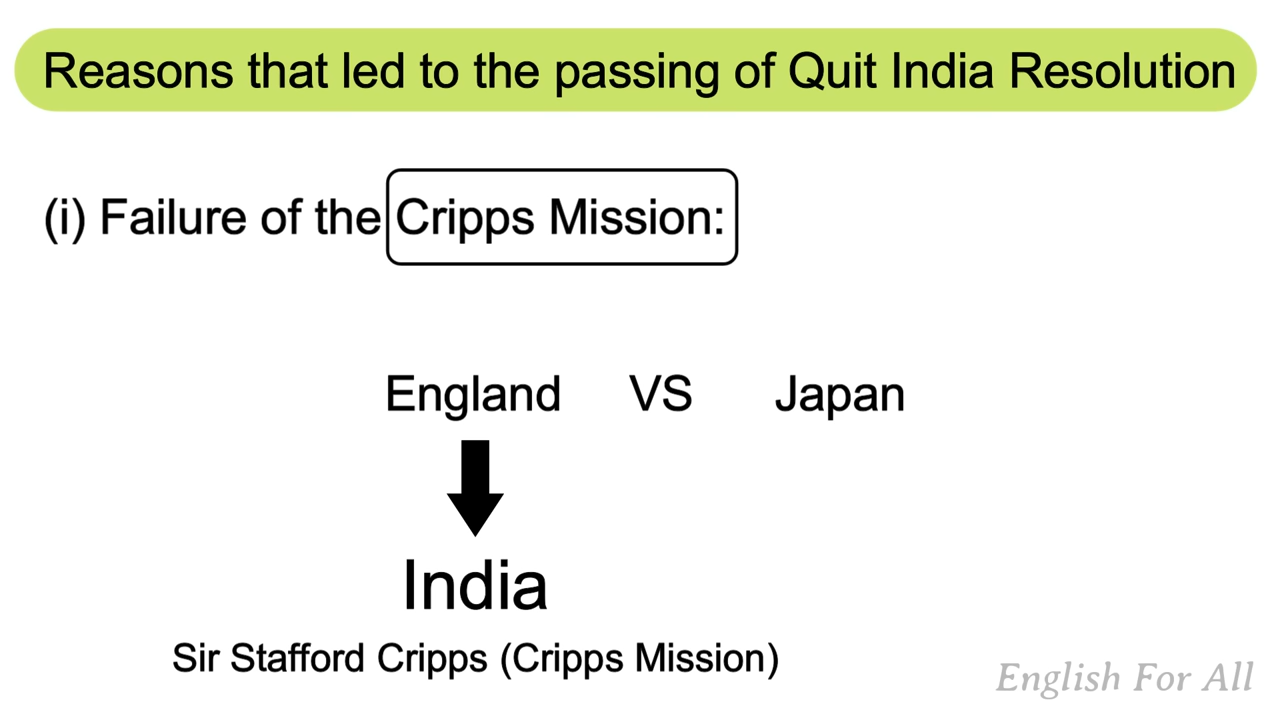 Reasons that led to the passing of Quit India Resolution
(i) Failure of the Cripps Mission:
England VS Japan
India
Sir Stafford Cripps (Cripps Mission)
English For All